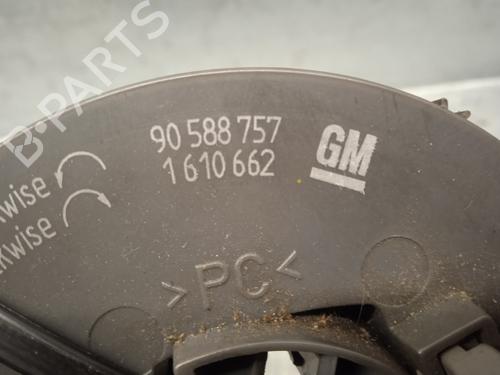 90 588 757
1 610 662
GM
kwise
kwise
>PC<
B-PARTS